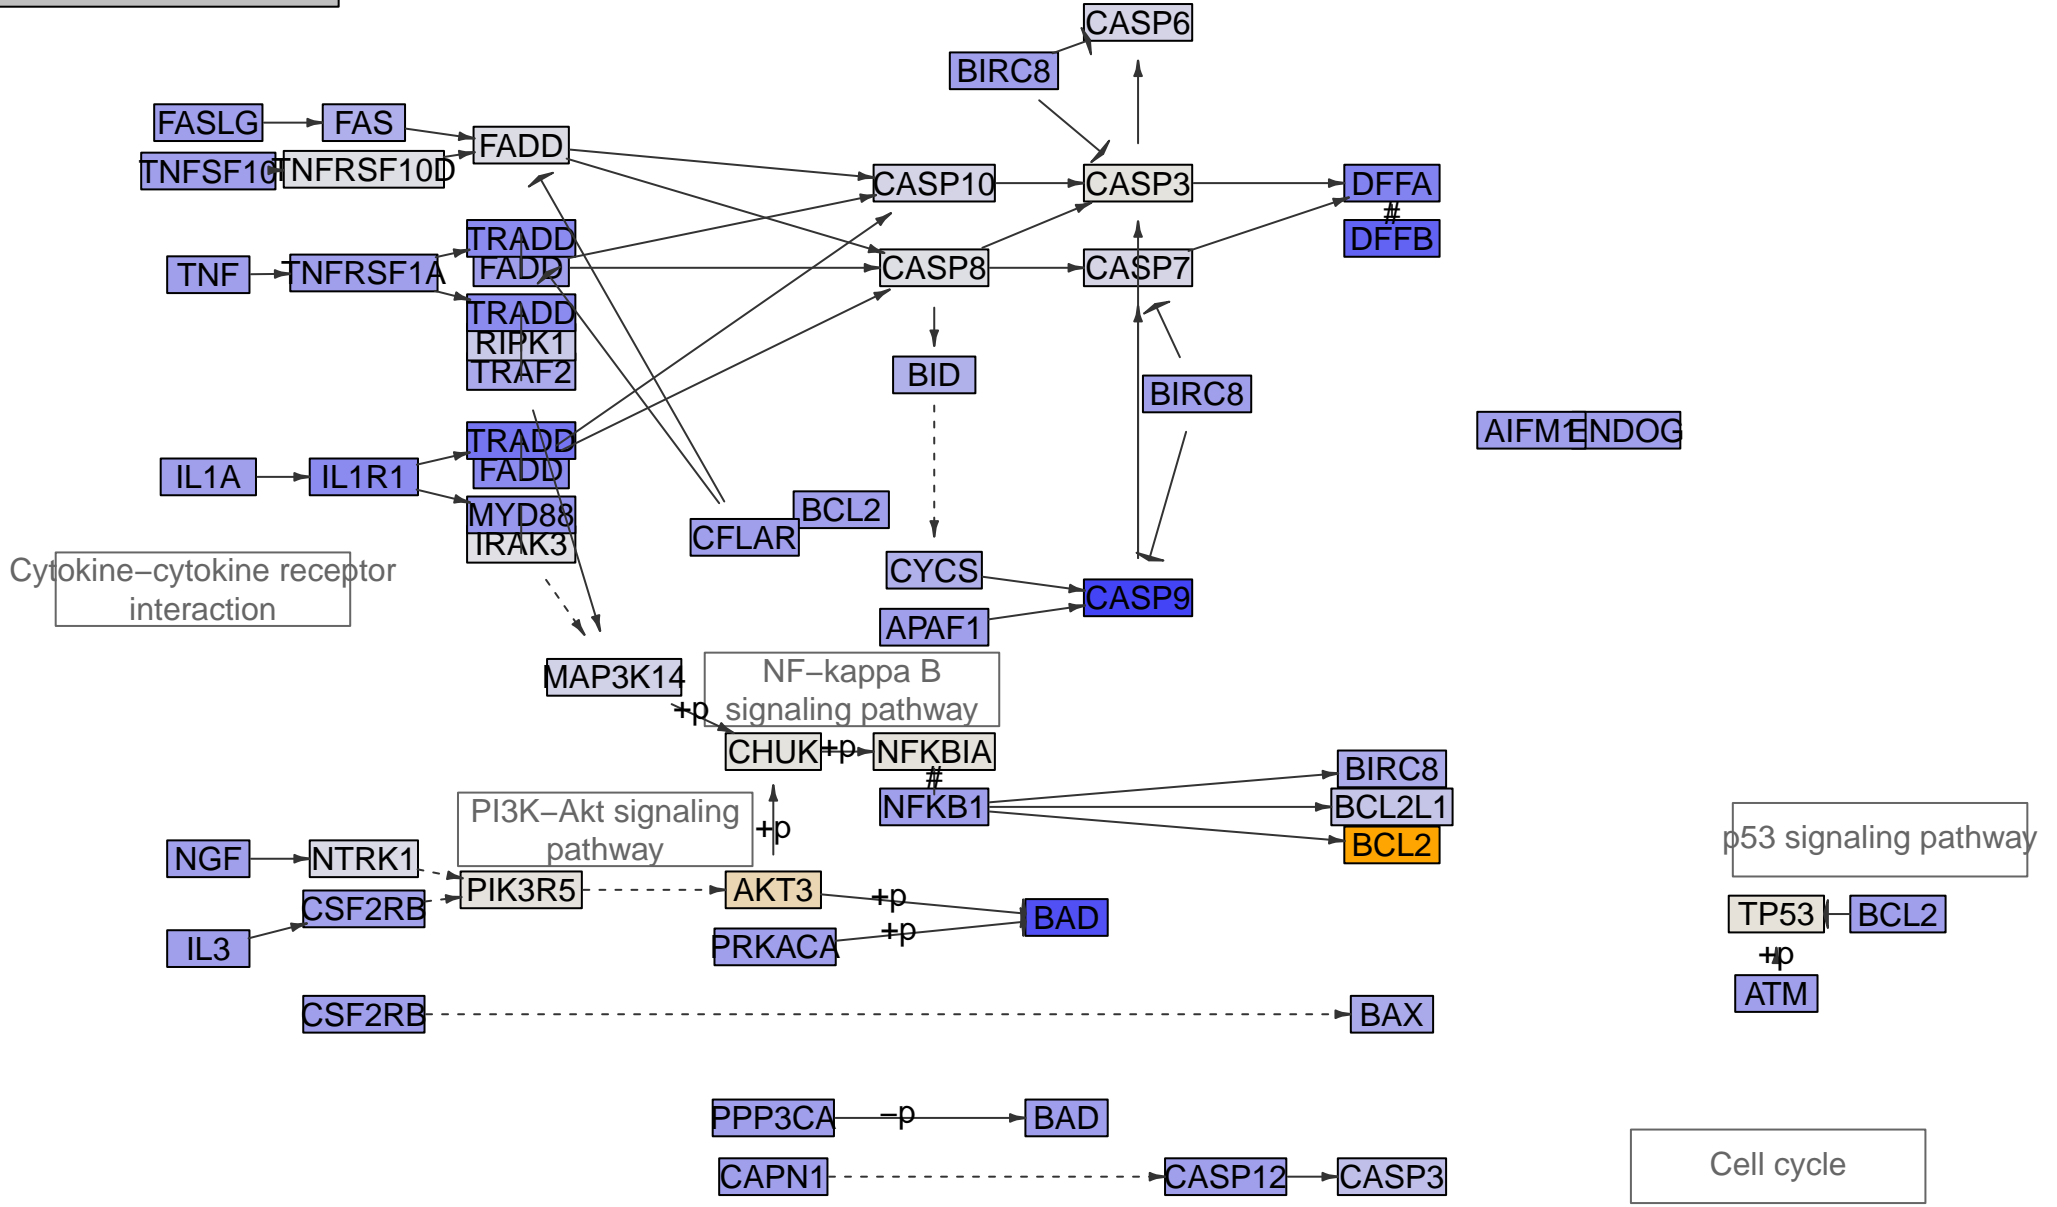 CASP6
BIRC8
FASLG
FAS
FADD
TNFSF10
TNFRSF10D
CASP10
CASP3
DFFA
#
DFFB
TRADD
FADD
TNF
TNFRSF1A
CASP8
CASP7
TRADD
RIPK1
TRAF2
BID
BIRC8
AIFM1
ENDOG
TRADD
FADD
IL1A
IL1R1
MYD88
IRAK3
BCL2
CFLAR
Cytokine–cytokine receptor
interaction
CYCS
CASP9
APAF1
MAP3K14
NF–kappa B
signaling pathway
+p
CHUK
+p
NFKBIA
#
NFKB1
BIRC8
BCL2L1
BCL2
PI3K–Akt signaling
pathway
+p
p53 signaling pathway
NGF
NTRK1
PIK3R5
AKT3
+p
BAD
CSF2RB
IL3
PRKACA
+p
TP53
BCL2
+p
ATM
CSF2RB
BAX
PPP3CA
–p
BAD
CAPN1
CASP12
CASP3
Cell cycle